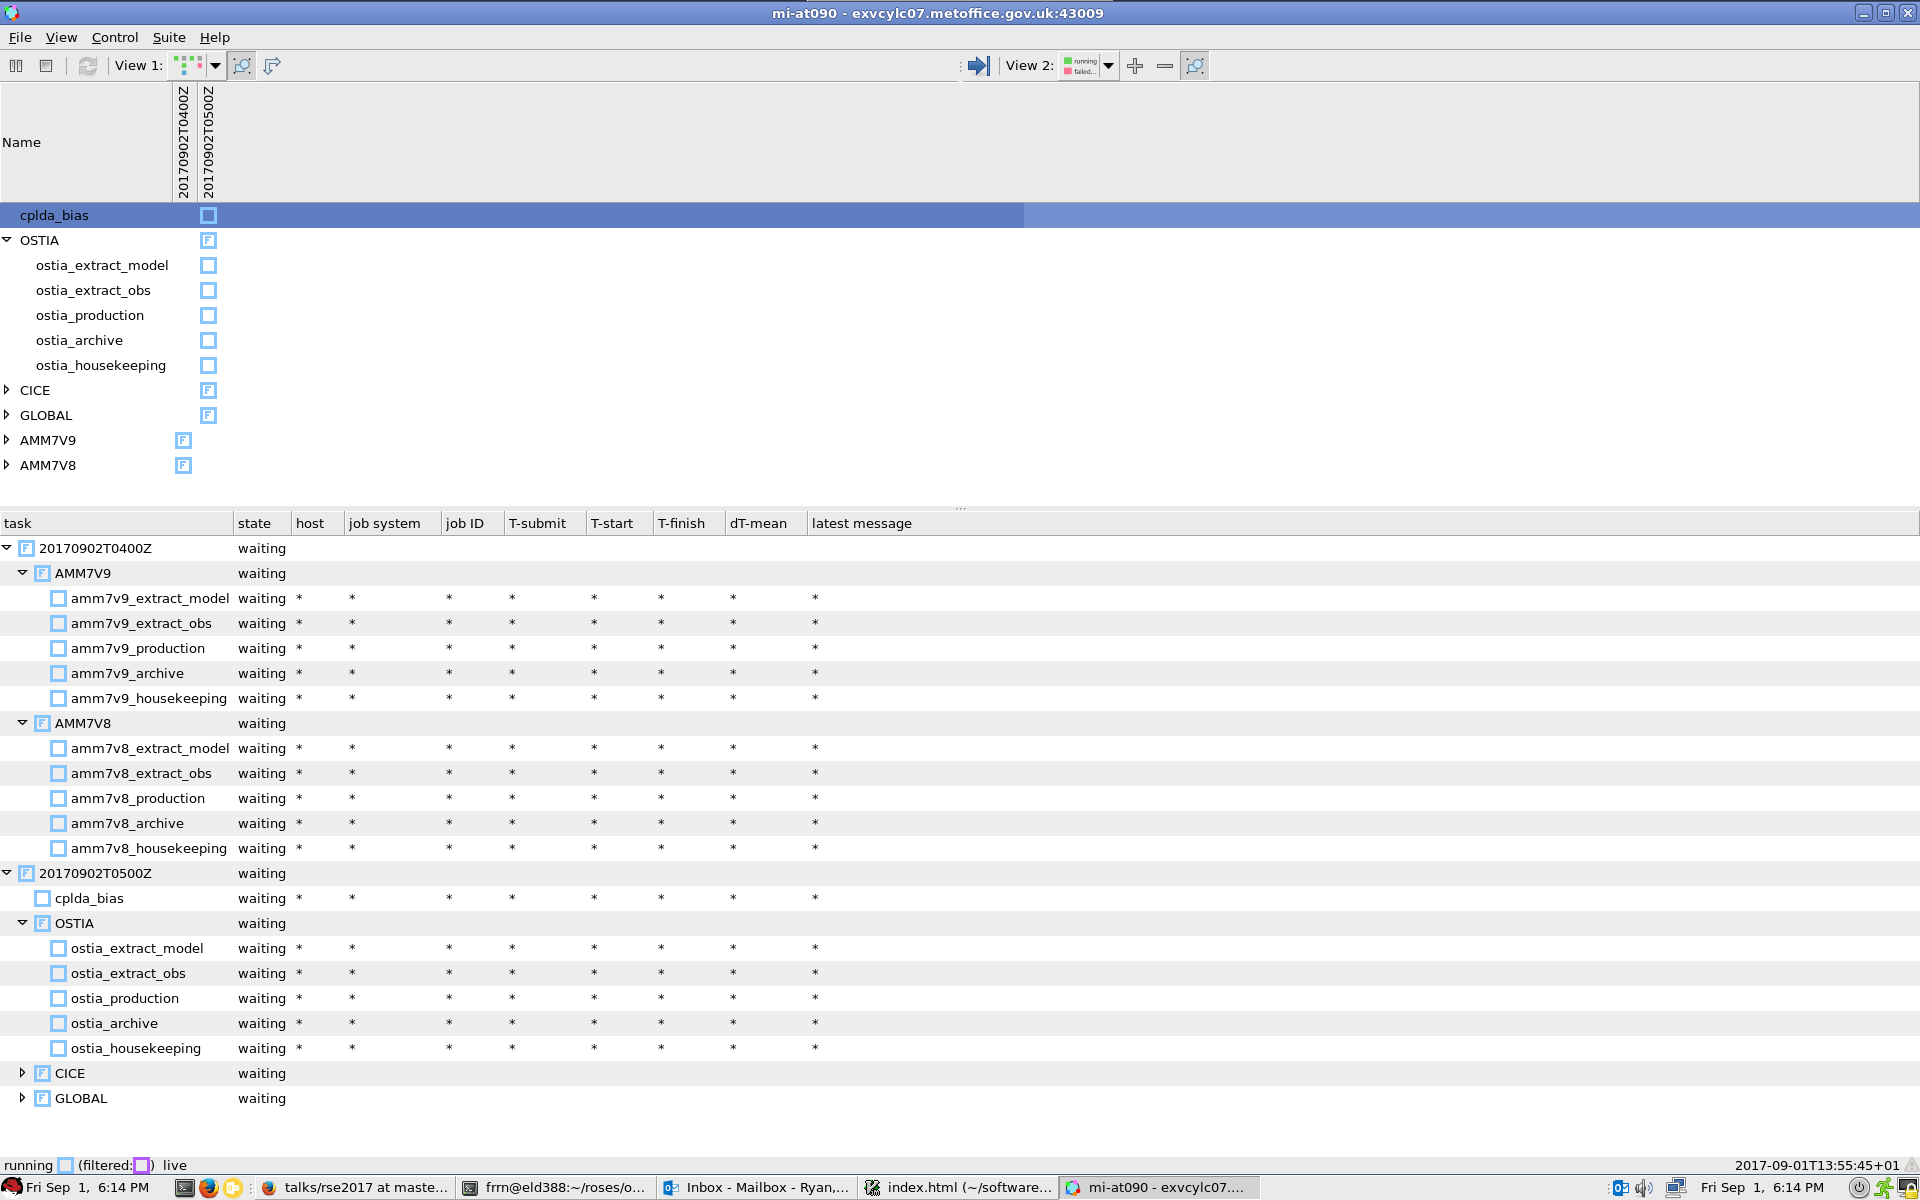 mi-at090 - exvcylc07.metoffice.gov.uk:43009
File View Control Suite Help
View 1: View 2: running failed...
Name 20170902T0400Z 20170902T0500Z
cplda_bias
OSTIA F
ostia_extract_model
ostia_extract_obs
ostia_production
ostia_archive
ostia_housekeeping
CICE F
GLOBAL F
AMM7V9 F
AMM7V8 F
task state host job system job ID T-submit T-start T-finish dT-mean latest message
F 20170902T0400Z waiting
F AMM7V9 waiting
amm7v9_extract_model waiting * * * * * * * *
amm7v9_extract_obs waiting * * * * * * * *
amm7v9_production waiting * * * * * * * *
amm7v9_archive waiting * * * * * * * *
amm7v9_housekeeping waiting * * * * * * * *
F AMM7V8 waiting
amm7v8_extract_model waiting * * * * * * * *
amm7v8_extract_obs waiting * * * * * * * *
amm7v8_production waiting * * * * * * * *
amm7v8_archive waiting * * * * * * * *
amm7v8_housekeeping waiting * * * * * * * *
F 20170902T0500Z waiting
cplda_bias waiting * * * * * * * *
F OSTIA waiting
ostia_extract_model waiting * * * * * * * *
ostia_extract_obs waiting * * * * * * * *
ostia_production waiting * * * * * * * *
ostia_archive waiting * * * * * * * *
ostia_housekeeping waiting * * * * * * * *
F CICE waiting
F GLOBAL waiting
running (filtered: ) live 2017-09-01T13:55:45+01
Fri Sep 1, 6:14 PM talks/rse2017 at maste... frrn@eld388:~/roses/o... Inbox - Mailbox - Ryan,... index.html (~/software... mi-at090 - exvcylc07.... Fri Sep 1, 6:14 PM